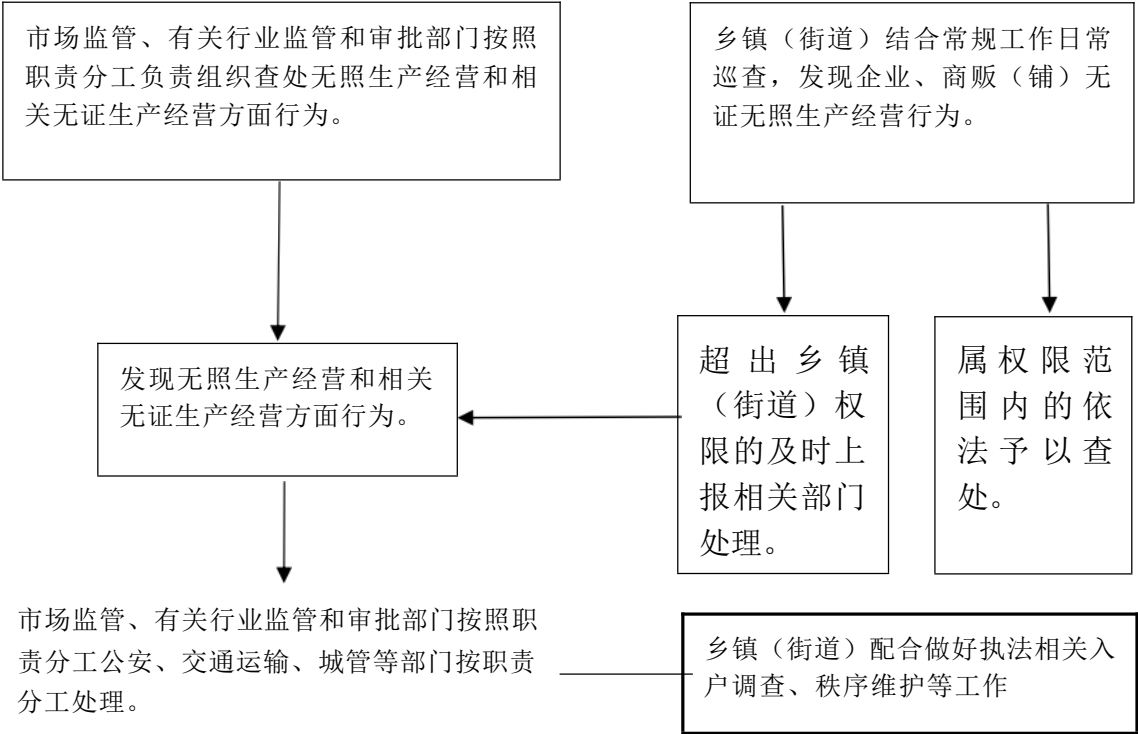 市场监管、有关行业监管和审批部门按照
职责分工负责组织查处无照生产经营和相
关无证生产经营方面行为。
乡镇（街道）结合常规工作日常
巡查，发现企业、商贩（铺）无
证无照生产经营行为。
发现无照生产经营和相关
无证生产经营方面行为。
超出乡镇
（街道）权
限的及时上
报相关部门
处理。
属权限范
围内的依
法予以查
处。
市场监管、有关行业监管和审批部门按照职
责分工公安、交通运输、城管等部门按职责
分工处理。
乡镇（街道）配合做好执法相关入
户调查、秩序维护等工作